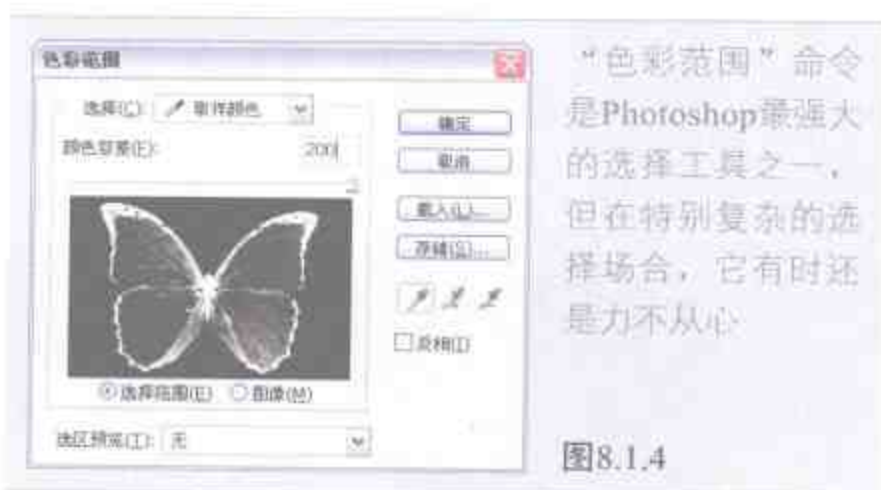 色彩范围
选择(C): 取样颜色
颜色容差(F): 200
确定
取消
载入(L)...
存储(S)...
反相(I)
选择范围(E) 图像(M)
选区预览(T): 无
“色彩范围”命令
是Photoshop最强大
的选择工具之一，
但在特别复杂的选
择场合，它有时还
是力不从心
图8.1.4